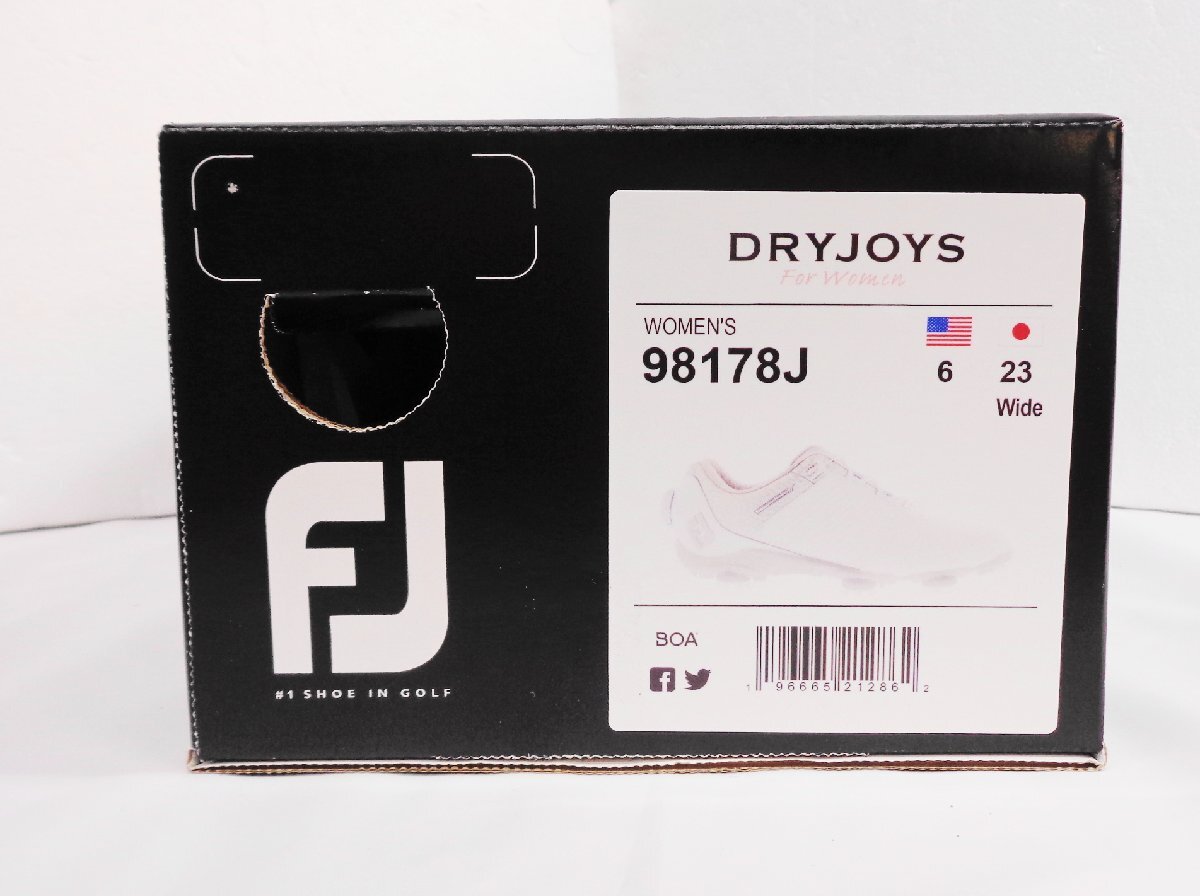 FJ
#1 SHOE IN GOLF
DRYJOYS
For Women
WOMEN'S
98178J
6 23
Wide
BOA
1 96665 21286 2